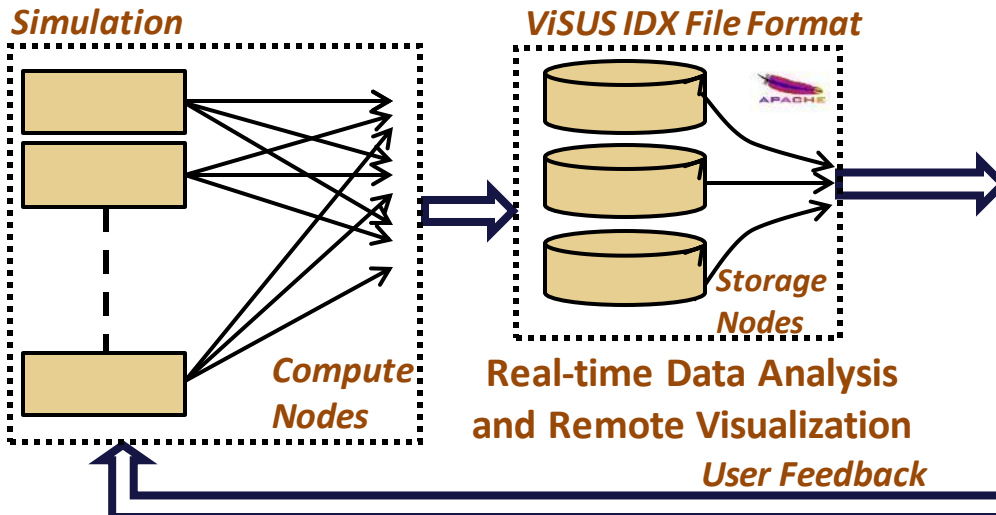 Simulation
ViSUS IDX File Format
APACHE
Storage
Nodes
Compute
Nodes
Real-time Data Analysis
and Remote Visualization
User Feedback